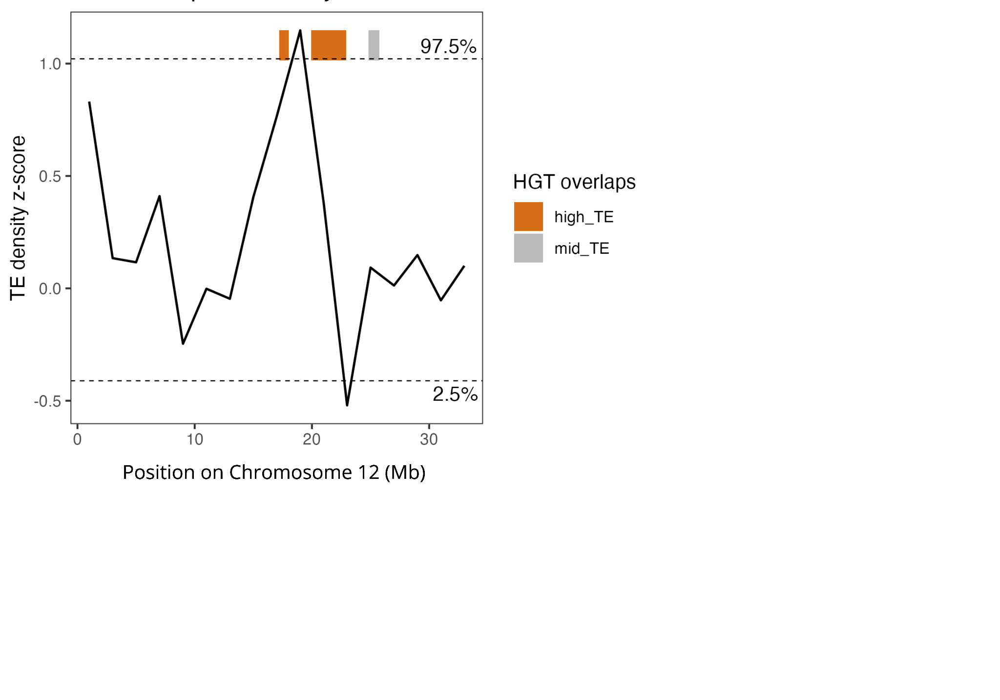 97.5%
1.0
0.5
0.0
-0.5
2.5%
TE density z-score
0
10
20
30
Position on Chromosome 12 (Mb)
HGT overlaps
high_TE
mid_TE